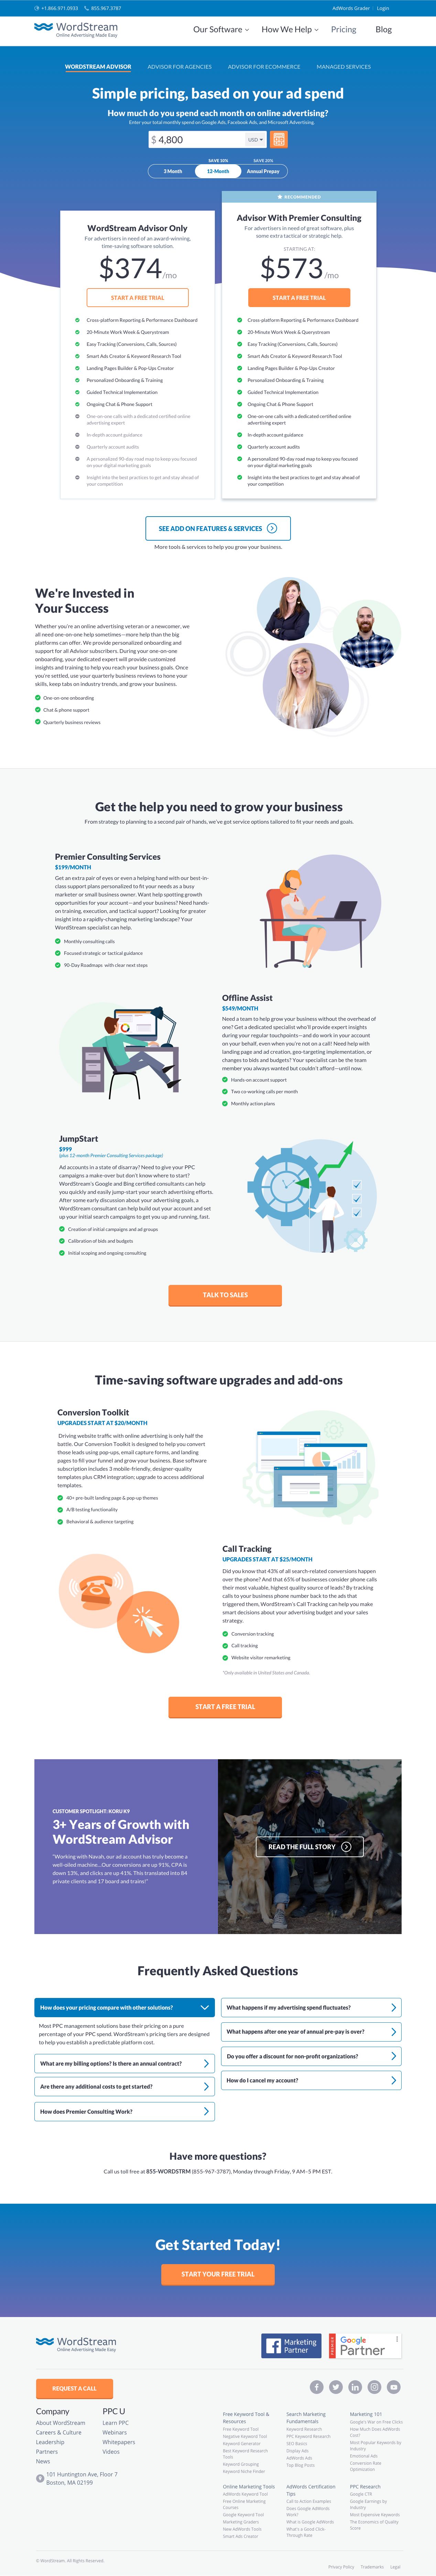 +1.866.971.0933 855.967.3787 AdWords Grader Login
WordStream
Online Advertising Made Easy
Our Software How We Help Pricing Blog
WORDSTREAM ADVISOR ADVISOR FOR AGENCIES ADVISOR FOR ECOMMERCE MANAGED SERVICES
Simple pricing, based on your ad spend
How much do you spend each month on online advertising?
Enter your total monthly spend on Google Ads, Facebook Ads, and Microsoft Advertising.
$ 4,800 USD
SAVE 10% SAVE 20%
3 Month 12-Month Annual Prepay
WordStream Advisor Only
For advertisers in need of an award-winning,
time-saving software solution.
$374/mo
START A FREE TRIAL
Cross-platform Reporting & Performance Dashboard
20-Minute Work Week & Querystream
Easy Tracking (Conversions, Calls, Sources)
Smart Ads Creator & Keyword Research Tool
Landing Pages Builder & Pop-Ups Creator
Personalized Onboarding & Training
Guided Technical Implementation
Ongoing Chat & Phone Support
One-on-one calls with a dedicated certified online
advertising expert
In-depth account guidance
Quarterly account audits
A personalized 90-day road map to keep you focused
on your digital marketing goals
Insight into the best practices to get and stay ahead of
your competition
RECOMMENDED
Advisor With Premier Consulting
For advertisers in need of great software, plus
some extra tactical or strategic help.
STARTING AT:
$573/mo
START A FREE TRIAL
Cross-platform Reporting & Performance Dashboard
20-Minute Work Week & Querystream
Easy Tracking (Conversions, Calls, Sources)
Smart Ads Creator & Keyword Research Tool
Landing Pages Builder & Pop-Ups Creator
Personalized Onboarding & Training
Guided Technical Implementation
Ongoing Chat & Phone Support
One-on-one calls with a dedicated certified online
advertising expert
In-depth account guidance
Quarterly account audits
A personalized 90-day road map to keep you focused
on your digital marketing goals
Insight into the best practices to get and stay ahead of
your competition
SEE ADD ON FEATURES & SERVICES
More tools & services to help you grow your business.
We're Invested in
Your Success
Whether you're an online advertising veteran or a newcomer, we
all need one-on-one help sometimes—more help than the big
platforms can offer. We provide personalized onboarding and
support for all Advisor subscribers. During your one-on-one
onboarding, your dedicated expert will provide customized
insights and training to help you reach your goals. Once
you're settled, use your quarterly business reviews to hone your
skills, keep tabs on industry trends, and grow your business.
One-on-one onboarding
Chat & phone support
Quarterly business reviews
Get the help you need to grow your business
From strategy to planning to a second pair of hands, we've got service options tailored to fit your needs and goals.
Premier Consulting Services
$199/MONTH
Get an extra pair of eyes or even a helping hand with our best-in-
class support personalized to fit your needs as a busy
marketer or small business owner. Want help spotting growth
opportunities for your account—and your business? Need hands-
on training, execution, and tactical support? Looking for greater
insight into a rapidly-changing marketing landscape? Your
WordStream specialist can help.
Monthly consulting calls
Focused strategic or tactical guidance
90-Day Roadmaps with clear next steps
Offline Assist
$549/MONTH
Need a team to help grow your business without the overhead of
one? Get a dedicated specialist who'll provide expert insights
during your regular touchpoints—and do work in your account
on your behalf, even when you're not on a call! Need help with
landing page and ad creation, geo-targeting implementation, or
changes to bids and budgets? Your specialist can be the team
member you always wanted but couldn't afford—until now.
Hands-on account support
Two co-working calls per month
Monthly action plans
JumpStart
$999
(plus 12-month Premier Consulting Services package)
Ad accounts in a state of disarray? Need to give your PPC
campaigns a make-over but don't know where to start?
WordStream's Google and Bing certified consultants can help
you quickly and easily jump-start your search marketing efforts.
After some early discussion about your advertising goals, a
WordStream consultant can help build out your account and set
up your initial search campaigns to get you up and running, fast.
Creation of initial campaigns and ad groups
Calibration of bids and budgets
Initial scoping and ongoing consulting
TALK TO SALES
Time-saving software upgrades and add-ons
Conversion Toolkit
UPGRADES START AT $20/MONTH
Driving website traffic with online advertising is only half the
battle. Our Conversion Toolkit is designed to help you convert
those leads using pop-ups, email capture forms, and landing
pages to fill your funnel and grow your business. Base software
subscription includes 3 mobile-friendly, designer-quality
templates plus CRM integration; upgrade to access additional
templates.
40+ pre-built landing page & pop up themes
A/B testing functionality
Behavioral & audience targeting
Call Tracking
UPGRADES START AT $25/MONTH
Did you know that 43% of all search-related conversions happen
over the phone? And that 65% of businesses consider phone calls
their most valuable, highest quality source of leads? By tracking
calls to your business phone number back to the ads that
triggered them, WordStream's Call Tracking can help you make
smart decisions about your advertising budget and your sales
strategy.
Conversion tracking
Call tracking
Website visitor remarketing
*Only available in United States and Canada.
START A FREE TRIAL
CUSTOMER SPOTLIGHT: KORU K9
3+ Years of Growth with
WordStream Advisor
"Working with Navah, our account has truly become a
well-oiled machine...Our conversions are up 91%, CPA is
down 13%, and clicks are up 41%. This translated into 84
private clients and 17 board and trains!"
READ THE FULL STORY
Frequently Asked Questions
How does your pricing compare with other solutions?
Most PPC management solutions base their pricing on a pure
percentage of your PPC spend. WordStream's pricing tiers are designed
to help you establish a predictable platform cost.
What are my billing options? Is there an annual contract?
Are there any additional costs to get started?
How does Premier Consulting Work?
What happens if my advertising spend fluctuates?
What happens after one year of annual pre-pay is over?
Do you offer a discount for non-profit organizations?
How do I cancel my account?
Have more questions?
Call us toll free at 855-WORDSTRM (855-967-3787), Monday through Friday, 9 AM–5 PM EST.
Get Started Today!
START YOUR FREE TRIAL
WordStream
Online Advertising Made Easy
Marketing
Partner
Google
Partner
REQUEST A CALL
Company
About WordStream
Careers & Culture
Leadership
Partners
News
PPC U
Learn PPC
Webinars
Whitepapers
Videos
101 Huntington Ave, Floor 7
Boston, MA 02199
Free Keyword Tool &
Resources
Free Keyword Tool
Negative Keyword Tool
Keyword Generator
Best Keyword Research
Tools
Keyword Grouping
Keyword Niche Finder
Search Marketing
Fundamentals
Keyword Research
PPC Keyword Research
SEO Basics
Display Ads
AdWords Ads
Top Blog Posts
Marketing 101
Google's War on Free Clicks
How Much Does AdWords
Cost?
Most Popular Keywords by
Industry
Emotional Ads
Conversion Rate
Optimization
Online Marketing Tools
AdWords Keyword Tool
Free Online Marketing
Courses
Google Keyword Tool
Marketing Graders
New AdWords Tools
Smart Ads Creator
AdWords Certification
Tips
Call to Action Examples
Does Google AdWords
Work?
What is Google AdWords
What's a Good Click
Through Rate
PPC Research
Google CTR
Google Earnings by
Industry
Most Expensive Keywords
The Economics of Quality
Score
© WordStream. All Rights Reserved.
Privacy Policy Trademarks Legal